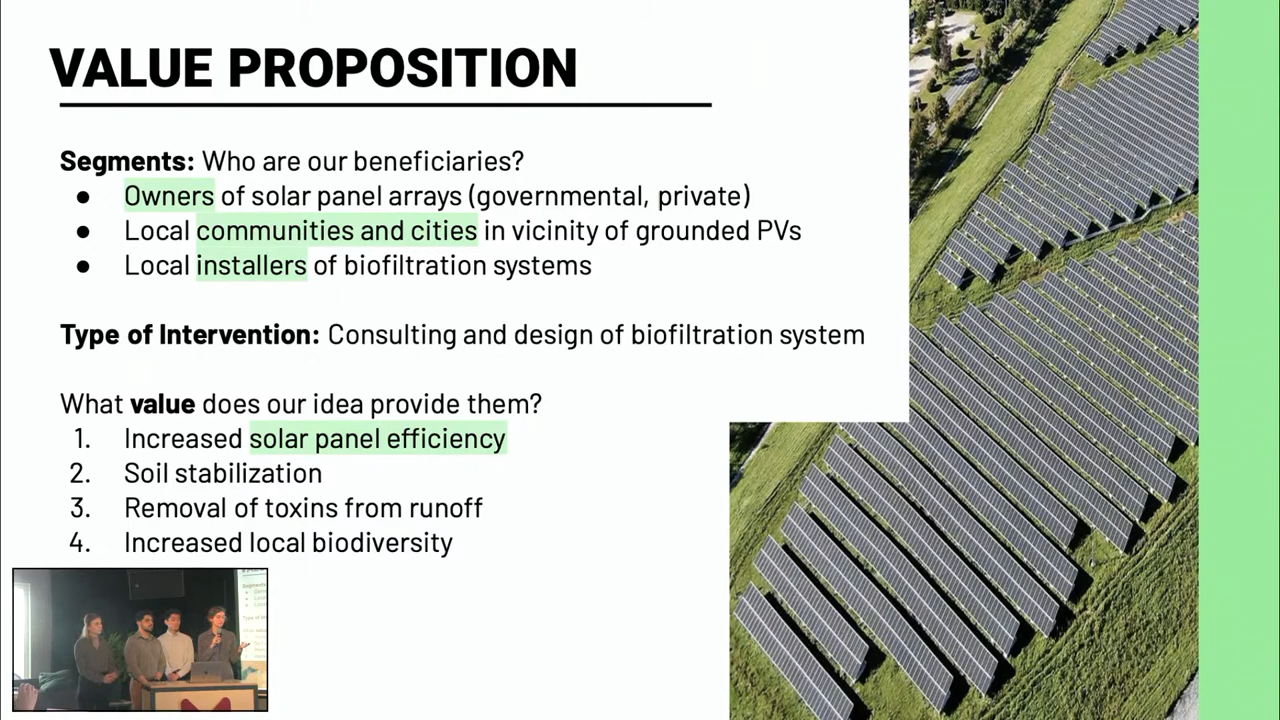 VALUE PROPOSITION
Segments: Who are our beneficiaries?
● Owners of solar panel arrays (governmental, private)
● Local communities and cities in vicinity of grounded PVs
● Local installers of biofiltration systems
Type of Intervention: Consulting and design of biofiltration system
What value does our idea provide them?
1. Increased solar panel efficiency
2. Soil stabilization
3. Removal of toxins from runoff
4. Increased local biodiversity